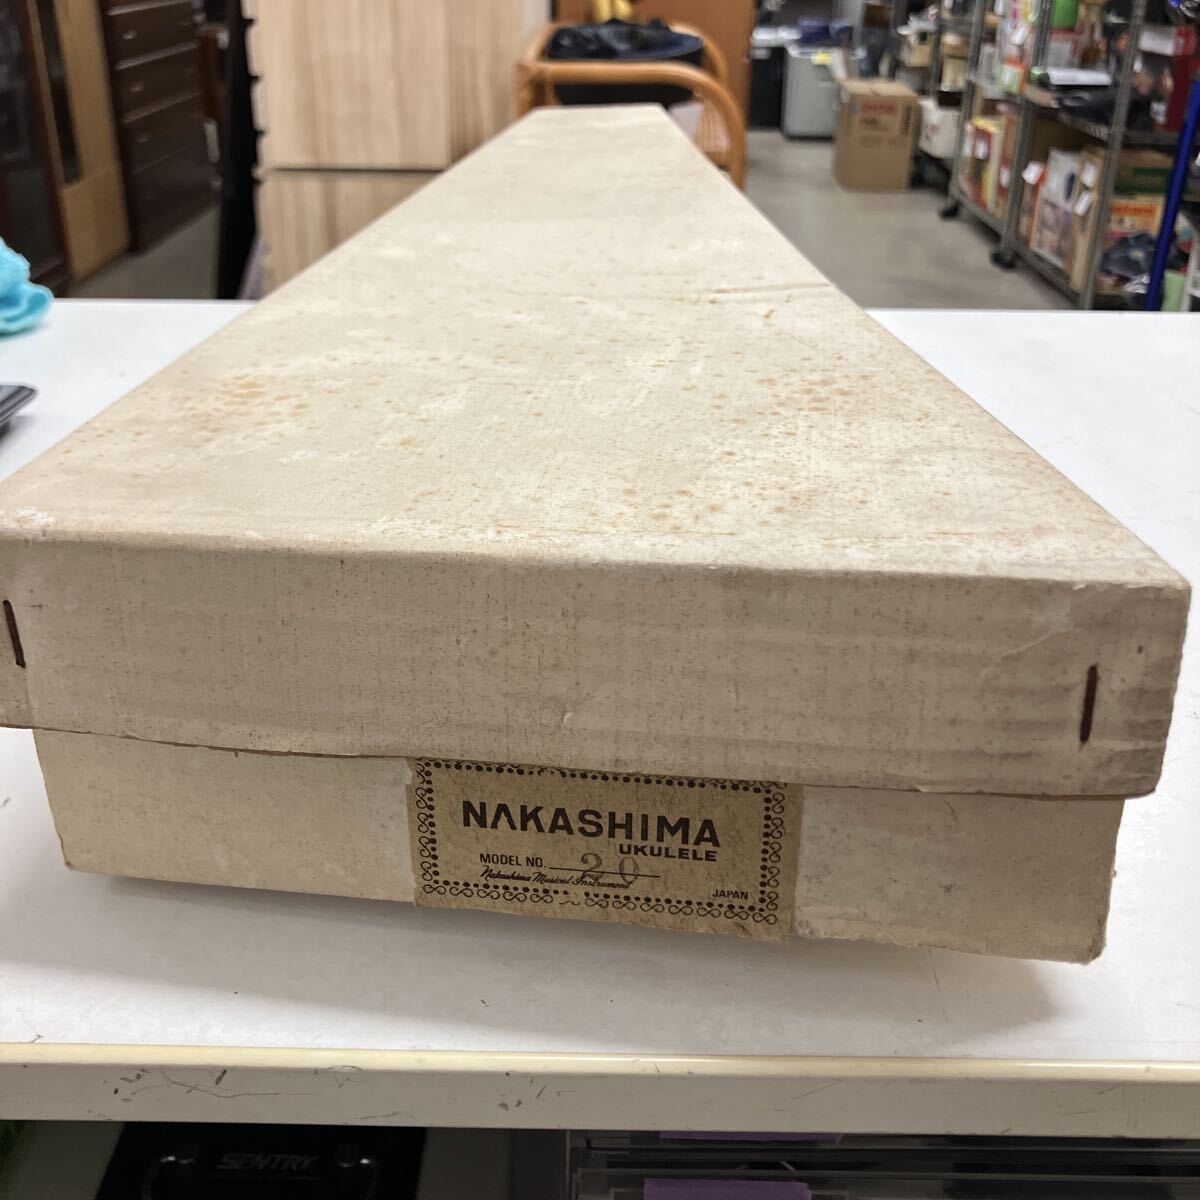 NAKASHIMA
UKULELE
MODEL NO. 20
Nakashima Musical Instrument
JAPAN
SENTRY